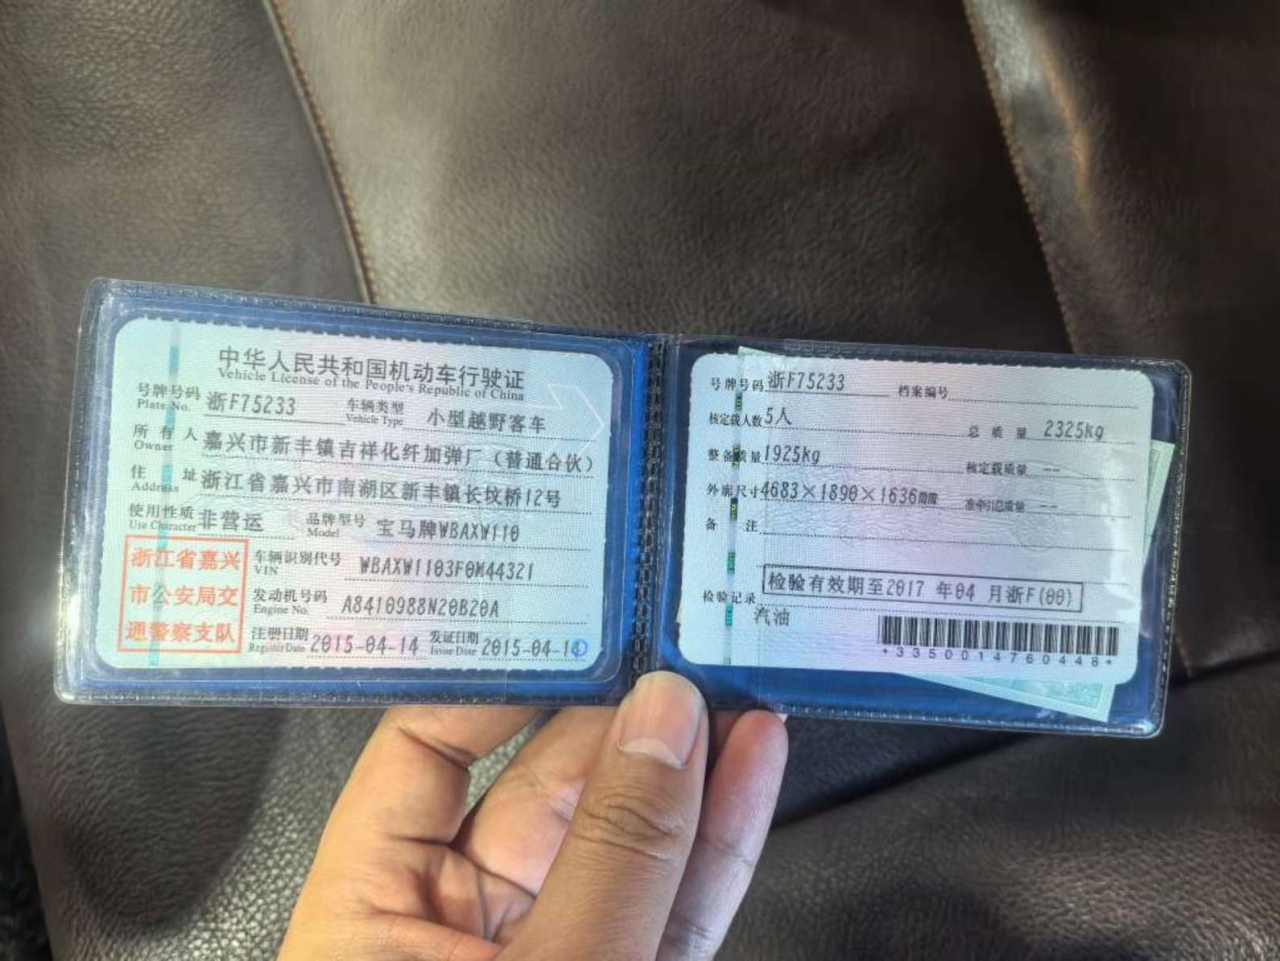 中华人民共和国机动车行驶证
Vehicle License of the People's Republic of China
号牌号码 浙F75233 车辆类型 小型越野客车
Plate No. Vehicle Type
所有人 嘉兴市新丰镇吉祥化纤加弹厂（普通合伙）
Owner
住址 浙江省嘉兴市南湖区新丰镇长坟桥12号
Address
使用性质 非营运 品牌型号 宝马牌WBAXW110
Use Character Model
浙江省嘉兴
市公安局交
通警察支队
车辆识别代号 WBAXW1103F0M44321
VIN
发动机号码 A8410988N20B20A
Engine No.
注册日期 2015-04-14 发证日期 2015-04-14
Register Date Issue Date
号牌号码 浙F75233 档案编号
核定载人数 5人 总质量 2325kg
整备质量 1925kg 核定载质量 --
外廓尺寸 4683×1890×1636 准牵引总质量 --
备注
检验有效期至2017 年04 月浙F(00)
检验记录
汽油
*3350014760448*